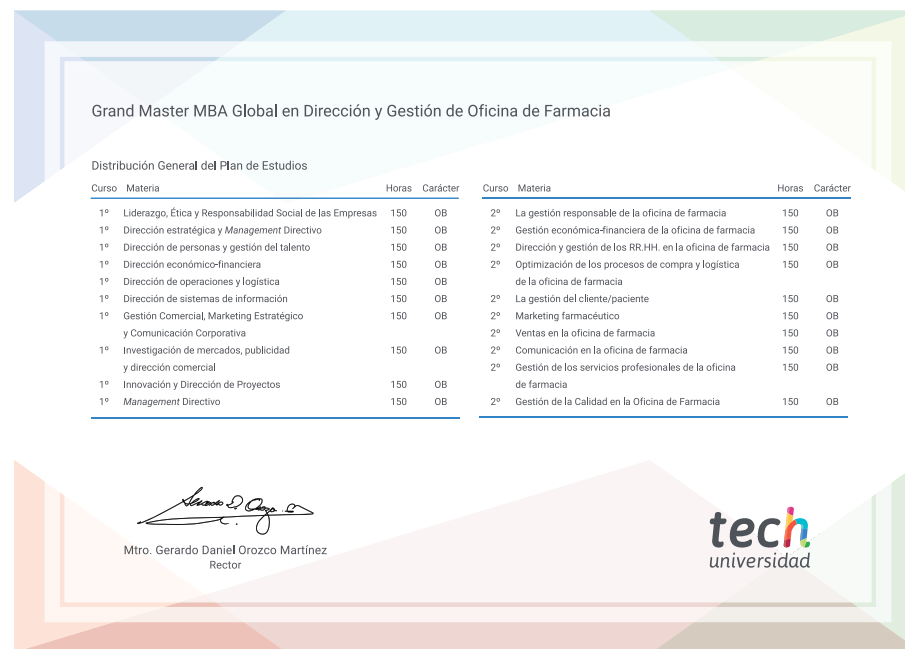 Grand Master MBA Global en Dirección y Gestión de Oficina de Farmacia
Distribución General del Plan de Estudios
Curso Materia Horas Carácter
1º Liderazgo, Ética y Responsabilidad Social de las Empresas 150 OB
1º Dirección estratégica y Management Directivo 150 OB
1º Dirección de personas y gestión del talento 150 OB
1º Dirección económico-financiera 150 OB
1º Dirección de operaciones y logística 150 OB
1º Dirección de sistemas de información 150 OB
1º Gestión Comercial, Marketing Estratégico 150 OB
y Comunicación Corporativa
1º Investigación de mercados, publicidad 150 OB
y dirección comercial
1º Innovación y Dirección de Proyectos 150 OB
1º Management Directivo 150 OB
Curso Materia Horas Carácter
2º La gestión responsable de la oficina de farmacia 150 OB
2º Gestión económica-financiera de la oficina de farmacia 150 OB
2º Dirección y gestión de los RR.HH. en la oficina de farmacia 150 OB
2º Optimización de los procesos de compra y logística 150 OB
de la oficina de farmacia
2º La gestión del cliente/paciente 150 OB
2º Marketing farmacéutico 150 OB
2º Ventas en la oficina de farmacia 150 OB
2º Comunicación en la oficina de farmacia 150 OB
2º Gestión de los servicios profesionales de la oficina 150 OB
de farmacia
2º Gestión de la Calidad en la Oficina de Farmacia 150 OB
Mtro. Gerardo Daniel Orozco Martínez
Rector
tech
universidad